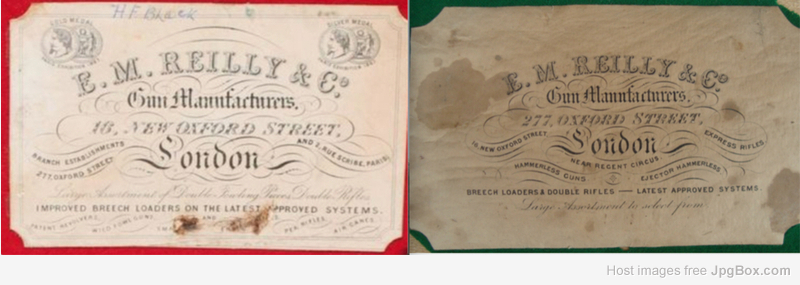 H F Black
GOLD MEDAL
SILVER MEDAL
E. M. REILLY & Co
Gun Manufacturers,
16, NEW OXFORD STREET,
BRANCH ESTABLISHMENTS
277, OXFORD STREET
AND 2, RUE SCRIBE, PARIS.
London
Large Assortment of Double Fowling Pieces, Double Rifles
IMPROVED BREECH LOADERS ON THE LATEST APPROVED SYSTEMS.
PATENT REVOLVERS,
WILD FOWL GUNS,
AND
AIR CANES.
E. M. REILLY & Co
Gun Manufacturers,
277, OXFORD STREET,
16, NEW OXFORD STREET
EXPRESS RIFLES
London
NEAR REGENT CIRCUS
HAMMERLESS GUNS
EJECTOR HAMMERLESS
BREECH LOADERS & DOUBLE RIFLES — LATEST APPROVED SYSTEMS.
Large Assortment to select from.
Host images free JpgBox.com